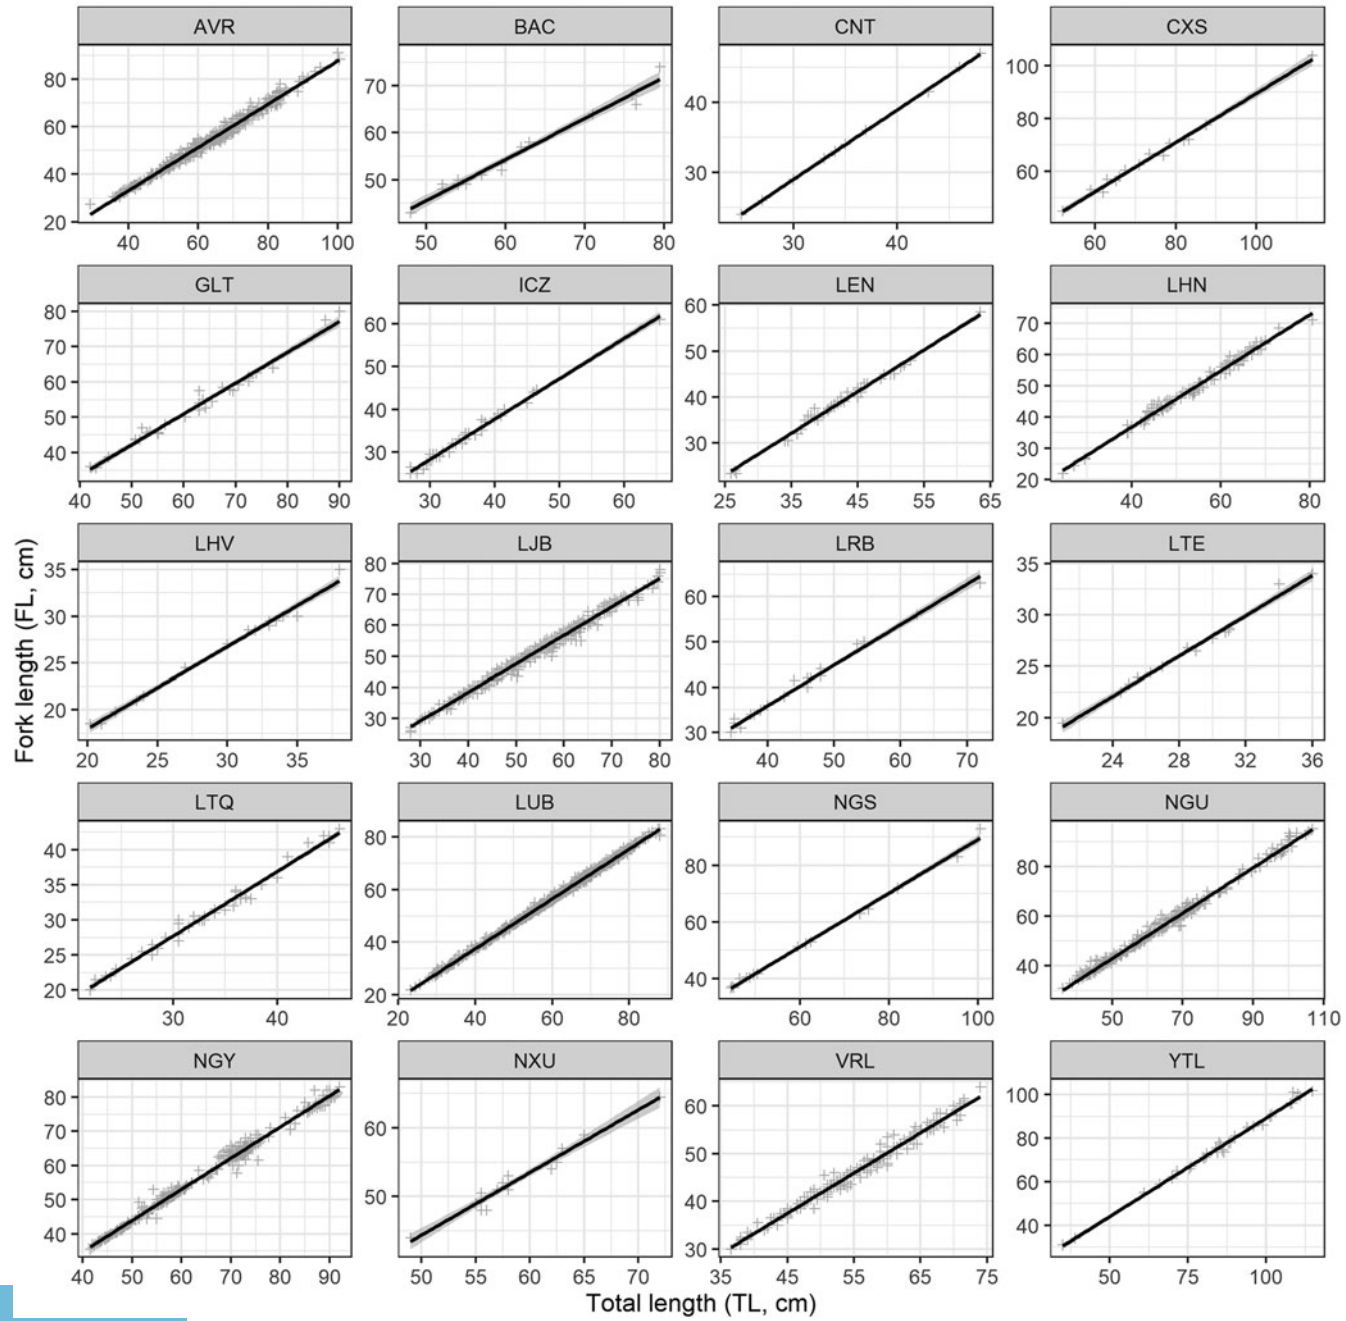 AVR BAC CNT CXS
80 60 40 20
40 60 80 100
70 60 50
50 60 70 80
40 30
30 40
100 80 60
60 80 100
GLT ICZ LEN LHN
80 70 60 50 40
40 50 60 70 80 90
60 50 40 30
30 40 50 60
60 50 40 30
25 35 45 55 65
70 60 50 40 30 20
40 60 80
LHV LJB LRB LTE
35 30 25 20
20 25 30 35
80 70 60 50 40 30
30 40 50 60 70 80
60 50 40 30
40 50 60 70
35 30 25 20
24 28 32 36
LTQ LUB NGS NGU
40 35 30 25 20
30 40
80 60 40 20
20 40 60 80
80 60 40
60 80 100
80 60 40
50 70 90 110
NGY NXU VRL YTL
80 70 60 50 40
40 50 60 70 80 90
60 50
50 55 60 65 70
60 50 40 30
35 45 55 65 75
100 80 60 40
50 75 100
Fork length (FL, cm)
Total length (TL, cm)